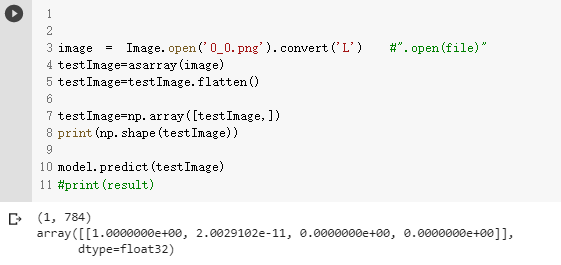 1
2
3 image = Image.open('0_0.png').convert('L') #".open(file)"
4 testImage=asarray(image)
5 testImage=testImage.flatten()
6
7 testImage=np.array([testImage,])
8 print(np.shape(testImage))
9
10 model.predict(testImage)
11 #print(result)
(1, 784)
array([[1.0000000e+00, 2.0029102e-11, 0.0000000e+00, 0.0000000e+00]],
dtype=float32)